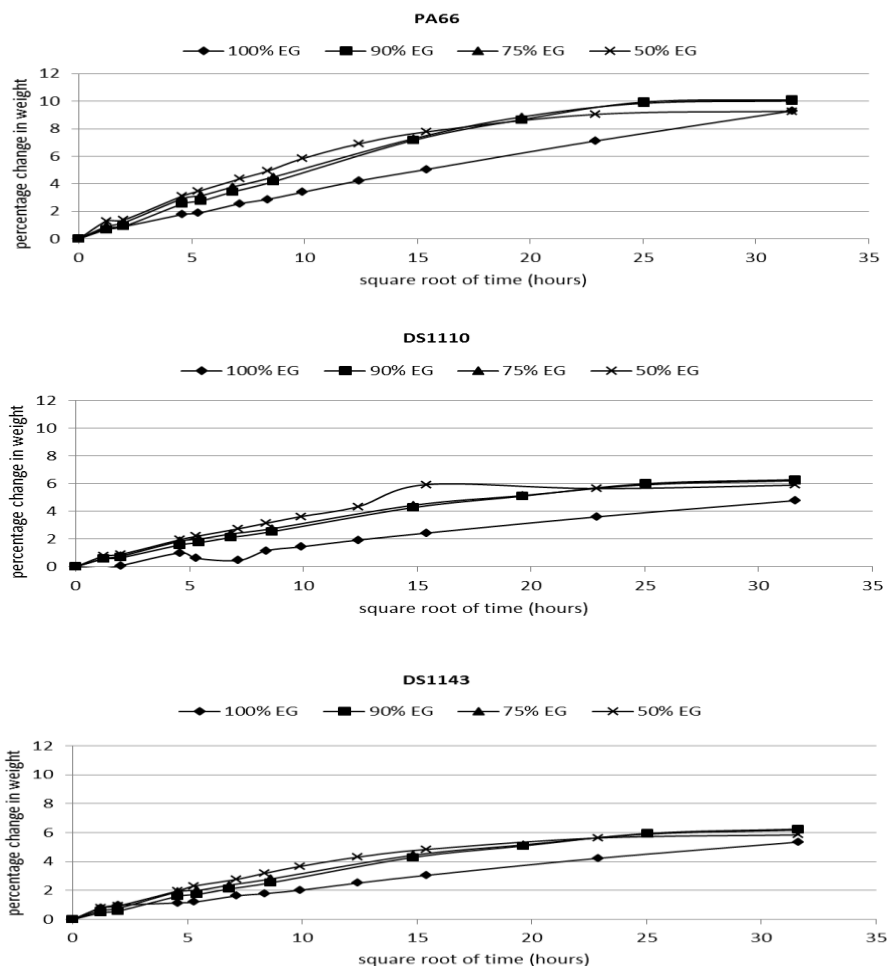 PA66
100% EG 90% EG 75% EG 50% EG
percentage change in weight
12
10
8
6
4
2
0
0 5 10 15 20 25 30 35
square root of time (hours)
DS1110
100% EG 90% EG 75% EG 50% EG
percentage change in weight
12
10
8
6
4
2
0
0 5 10 15 20 25 30 35
square root of time (hours)
DS1143
100% EG 90% EG 75% EG 50% EG
percentage change in weight
12
10
8
6
4
2
0
0 5 10 15 20 25 30 35
square root of time (hours)